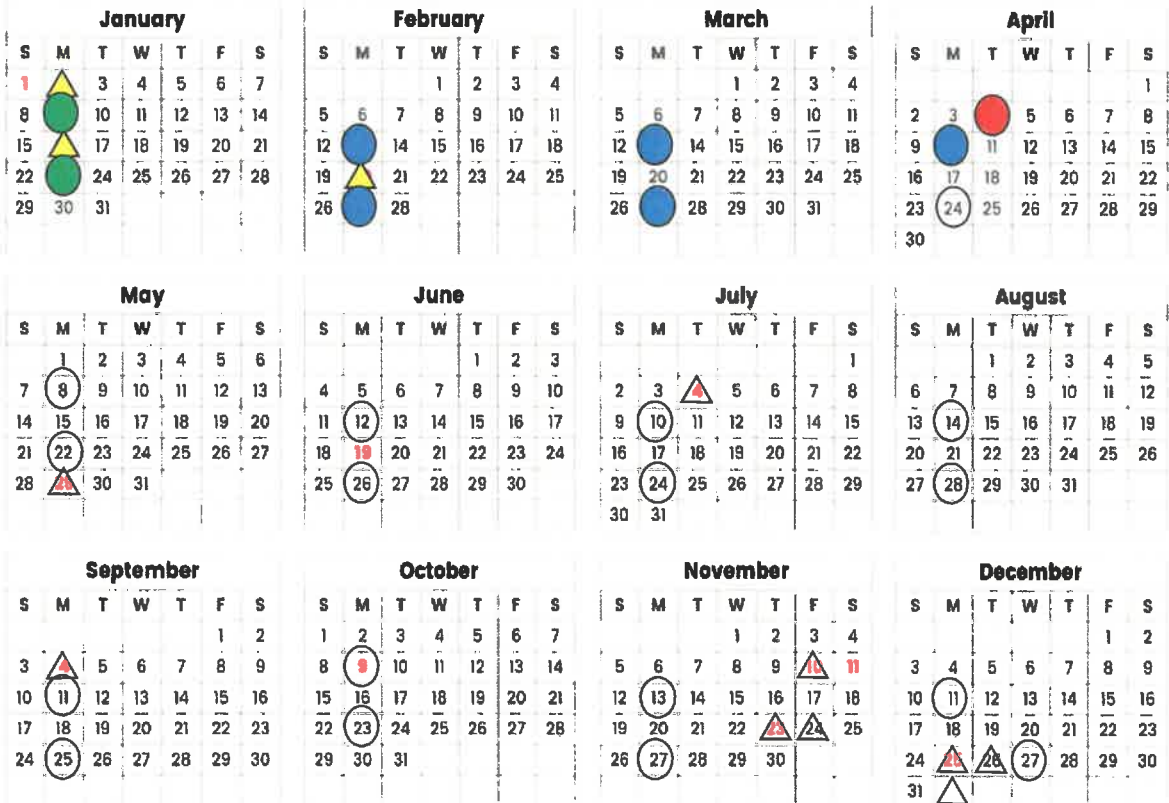 January
S M T W T F S
1 3 4 5 6 7
8 10 11 12 13 14
15 17 18 19 20 21
22 24 25 26 27 28
29 30 31
February
S M T W T F S
1 2 3 4
5 6 7 8 9 10 11
12 14 15 16 17 18
19 21 22 23 24 25
26 28
March
S M T W T F S
1 2 3 4
5 6 7 8 9 10 11
12 14 15 16 17 18
19 20 21 22 23 24 25
26 28 29 30 31
April
S M T W T F S
1
2 3 5 6 7 8
9 11 12 13 14 15
16 17 18 19 20 21 22
23 24 25 26 27 28 29
30
May
S M T W T F S
1 2 3 4 5 6
7 8 9 10 11 12 13
14 15 16 17 18 19 20
21 22 23 24 25 26 27
28 30 31
June
S M T W T F S
1 2 3
4 5 6 7 8 9 10
11 12 13 14 15 16 17
18 19 20 21 22 23 24
25 26 27 28 29 30
July
S M T W T F S
1
2 3 4 5 6 7 8
9 10 11 12 13 14 15
16 17 18 19 20 21 22
23 24 25 26 27 28 29
30 31
August
S M T W T F S
1 2 3 4 5
6 7 8 9 10 11 12
13 14 15 16 17 18 19
20 21 22 23 24 25 26
27 28 29 30 31
September
S M T W T F S
1 2
3 4 5 6 7 8 9
10 11 12 13 14 15 16
17 18 19 20 21 22 23
24 25 26 27 28 29 30
October
S M T W T F S
1 2 3 4 5 6 7
8 9 10 11 12 13 14
15 16 17 18 19 20 21
22 23 24 25 26 27 28
29 30 31
November
S M T W T F S
1 2 3 4
5 6 7 8 9 10 11
12 13 14 15 16 17 18
19 20 21 22 23 24 25
26 27 28 29 30
December
S M T W T F S
1 2
3 4 5 6 7 8 9
10 11 12 13 14 15 16
17 18 19 20 21 22 23
24 25 26 27 28 29 30
31